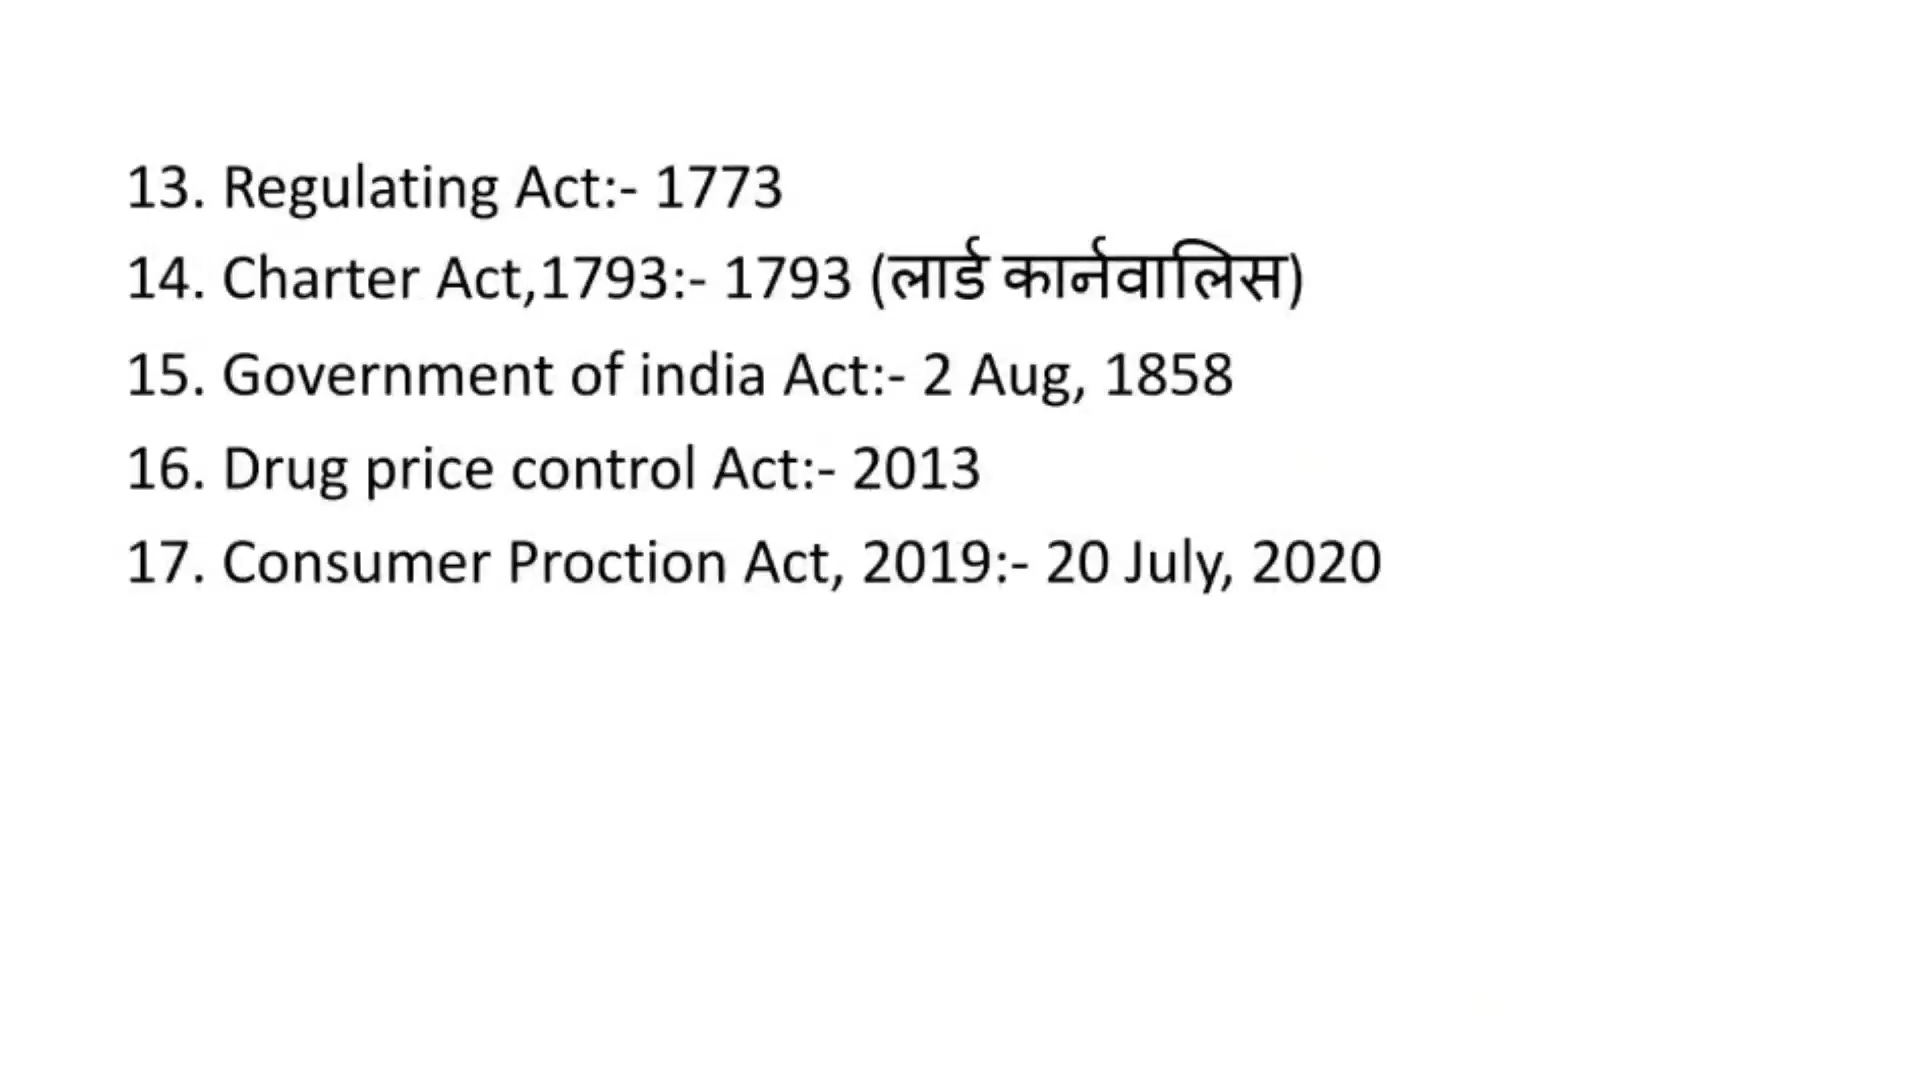 13. Regulating Act:- 1773
14. Charter Act,1793:- 1793 (लार्ड कार्नवालिस)
15. Government of india Act:- 2 Aug, 1858
16. Drug price control Act:- 2013
17. Consumer Proction Act, 2019:- 20 July, 2020